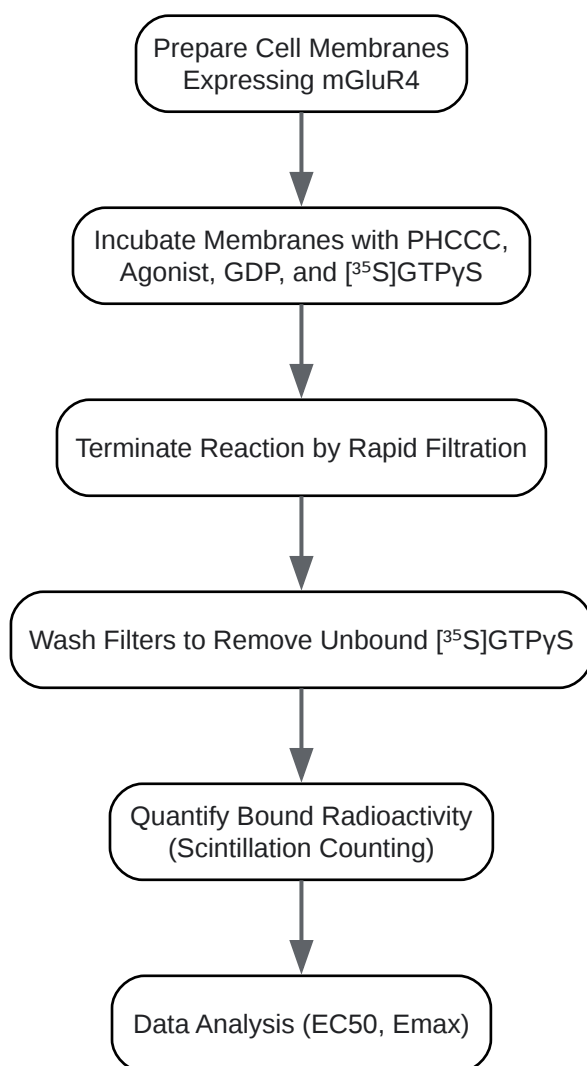 Prepare Cell Membranes
Expressing mGluR4
Incubate Membranes with PHCCC,
Agonist, GDP, and [³⁵S]GTPγS
Terminate Reaction by Rapid Filtration
Wash Filters to Remove Unbound [³⁵S]GTPγS
Quantify Bound Radioactivity
(Scintillation Counting)
Data Analysis (EC50, Emax)